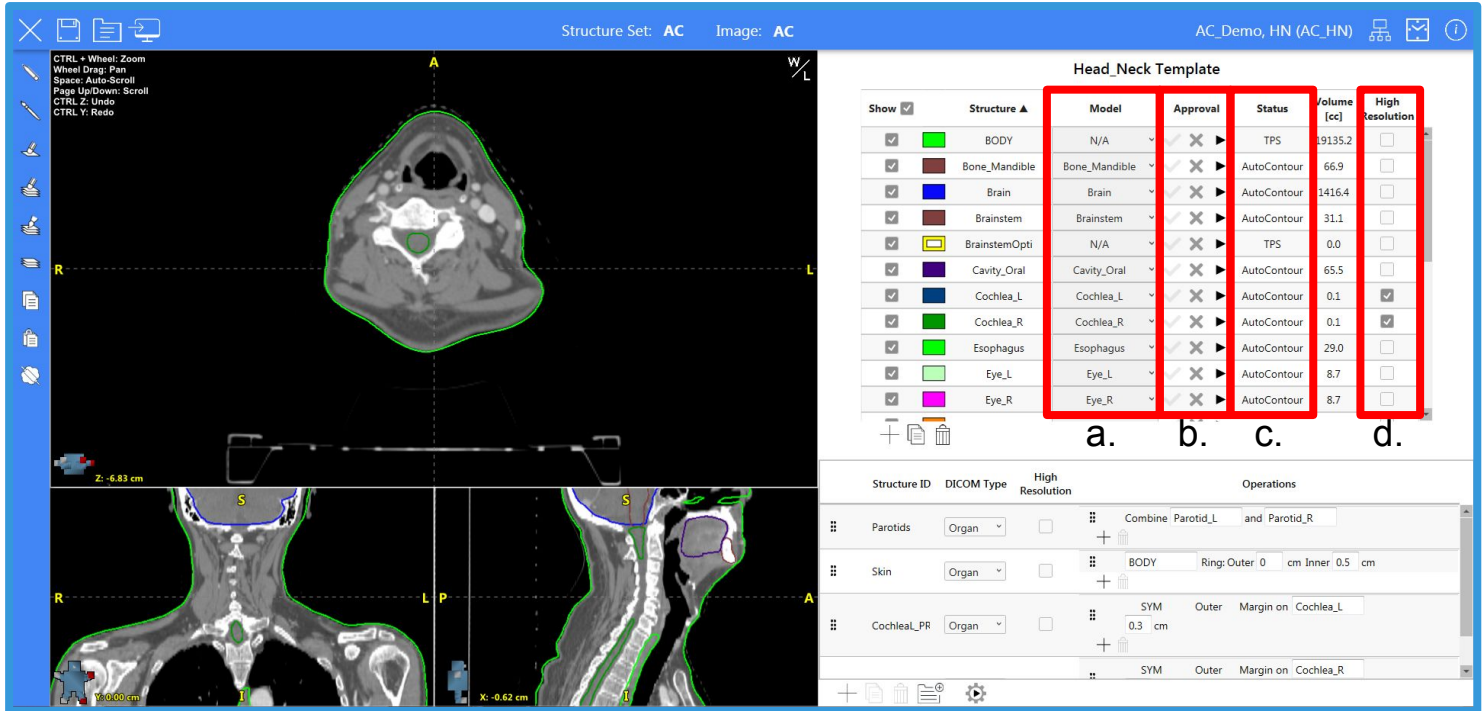 Structure Set: AC Image: AC AC_Demo, HN (AC_HN)
CTRL + Wheel: Zoom
Wheel Drag: Pan
Space: Auto-Scroll
Page Up/Down: Scroll
CTRL Z: Undo
CTRL Y: Redo
A
W/L
R
L
Z: -6.83 cm
S
R
L
I
Y: 0.00 cm
S
P
A
I
X: -0.62 cm
Head_Neck Template
Show Structure ▲ Model Approval Status Volume [cc] High Resolution
BODY N/A TPS 19135.2
Bone_Mandible Bone_Mandible AutoContour 66.9
Brain Brain AutoContour 1416.4
Brainstem Brainstem AutoContour 31.1
BrainstemOpti N/A TPS 0.0
Cavity_Oral Cavity_Oral AutoContour 65.5
Cochlea_L Cochlea_L AutoContour 0.1
Cochlea_R Cochlea_R AutoContour 0.1
Esophagus Esophagus AutoContour 29.0
Eye_L Eye_L AutoContour 8.7
Eye_R Eye_R AutoContour 8.7
a. b. c. d.
Structure ID DICOM Type High Resolution Operations
Parotids Organ Combine Parotid_L and Parotid_R
Skin Organ BODY Ring: Outer 0 cm Inner 0.5 cm
SYM Outer Margin on Cochlea_L
CochleaL_PR Organ 0.3 cm
SYM Outer Margin on Cochlea_R